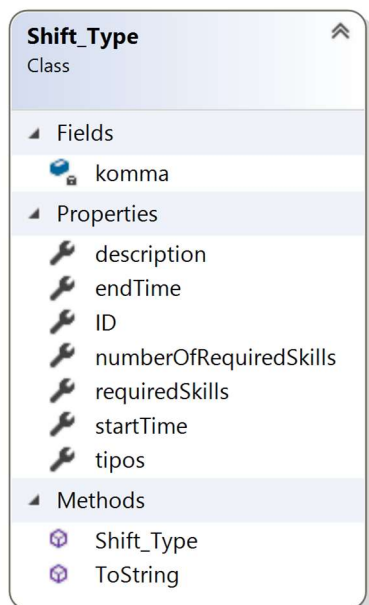 Shift_Type
Class
Fields
komma
Properties
description
endTime
ID
numberOfRequiredSkills
requiredSkills
startTime
tipos
Methods
Shift_Type
ToString